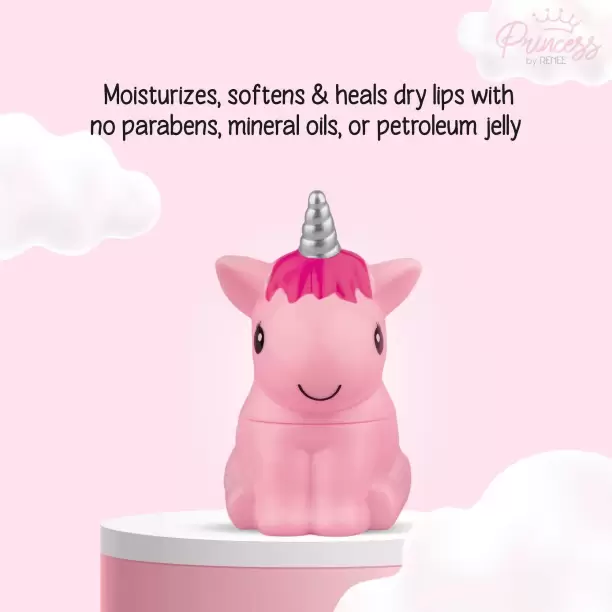 Princess
by RENEE
Moisturizes, softens & heals dry lips with
no parabens, mineral oils, or petroleum jelly